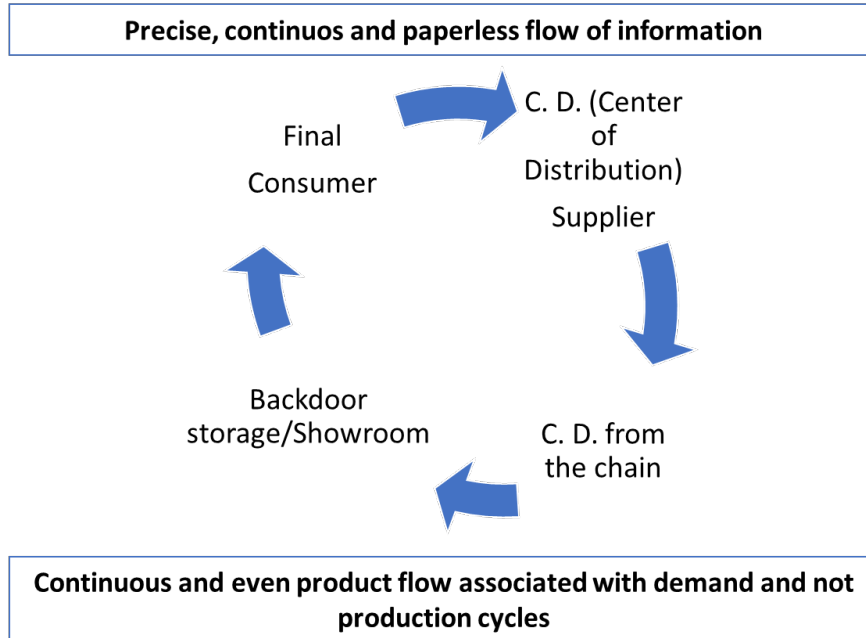 Precise, continuos and paperless flow of information
Final
Consumer
C. D. (Center
of
Distribution)
Supplier
Backdoor
storage/Showroom
C. D. from
the chain
Continuous and even product flow associated with demand and not
production cycles